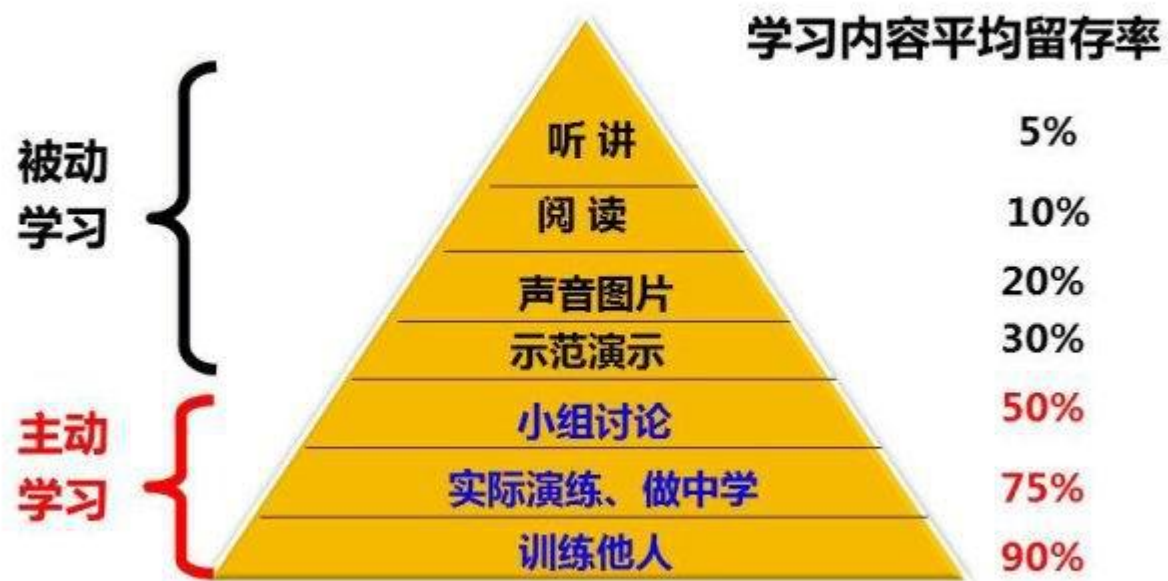 学习内容平均留存率
被动
学习
听 讲 5%
阅 读 10%
声音图片 20%
示范演示 30%
主动
学习
小组讨论 50%
实际演练、做中学 75%
训练他人 90%